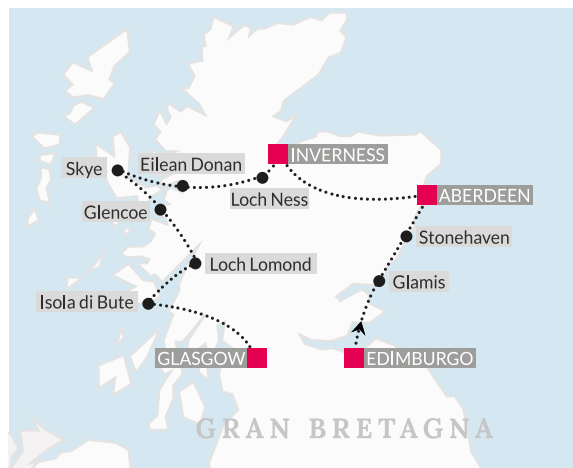 INVERNESS
Eilean Donan
Skye
ABERDEEN
Loch Ness
Glencoe
Stonehaven
Loch Lomond
Glamis
Isola di Bute
GLASGOW
EDIMBURGO
GRAN BRETAGNA